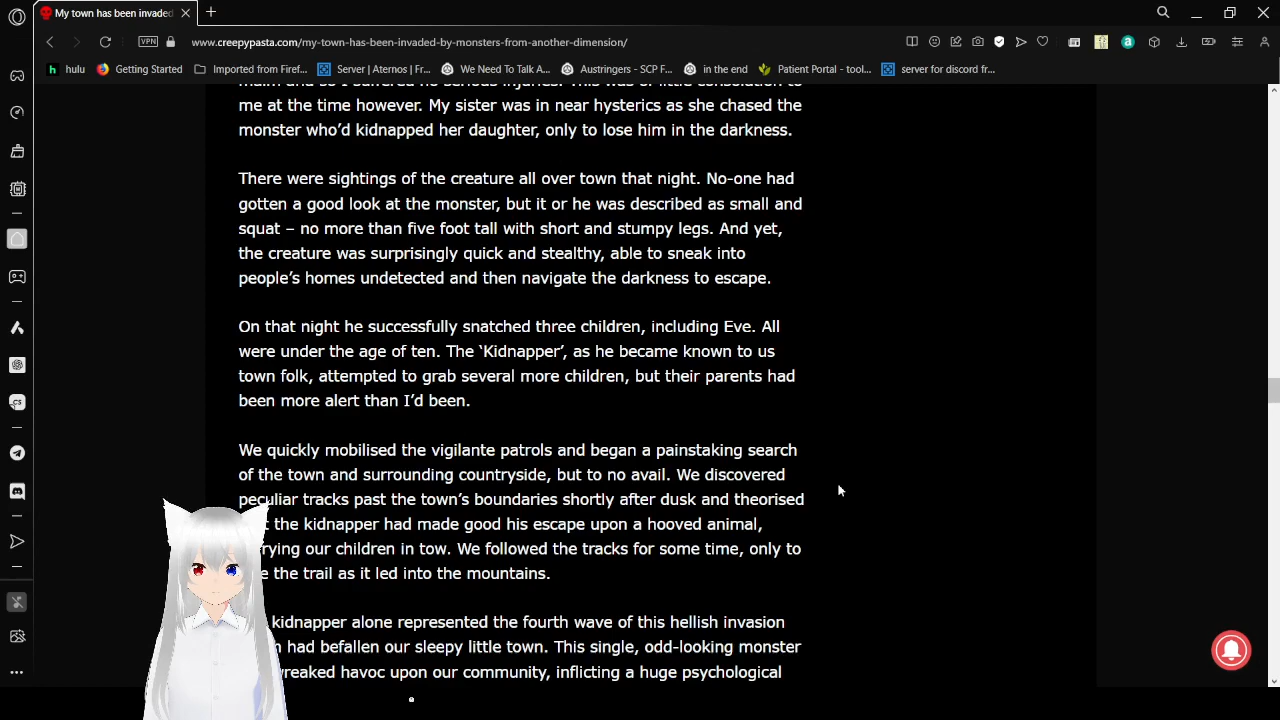 My town has been invaded
VPN
www.creepypasta.com/my-town-has-been-invaded-by-monsters-from-another-dimension/
hulu
Getting Started
Imported from Firef...
Server | Aternos | Fr...
We Need To Talk A...
Austringers - SCP F...
in the end
Patient Portal - tool...
server for discord fr...
me at the time however. My sister was in near hysterics as she chased the
monster who'd kidnapped her daughter, only to lose him in the darkness.
There were sightings of the creature all over town that night. No-one had
gotten a good look at the monster, but it or he was described as small and
squat – no more than five foot tall with short and stumpy legs. And yet,
the creature was surprisingly quick and stealthy, able to sneak into
people's homes undetected and then navigate the darkness to escape.
On that night he successfully snatched three children, including Eve. All
were under the age of ten. The 'Kidnapper', as he became known to us
town folk, attempted to grab several more children, but their parents had
been more alert than I'd been.
We quickly mobilised the vigilante patrols and began a painstaking search
of the town and surrounding countryside, but to no avail. We discovered
peculiar tracks past the town's boundaries shortly after dusk and theorised
the kidnapper had made good his escape upon a hooved animal,
our children in tow. We followed the tracks for some time, only to
the trail as it led into the mountains.
kidnapper alone represented the fourth wave of this hellish invasion
had befallen our sleepy little town. This single, odd-looking monster
wreaked havoc upon our community, inflicting a huge psychological